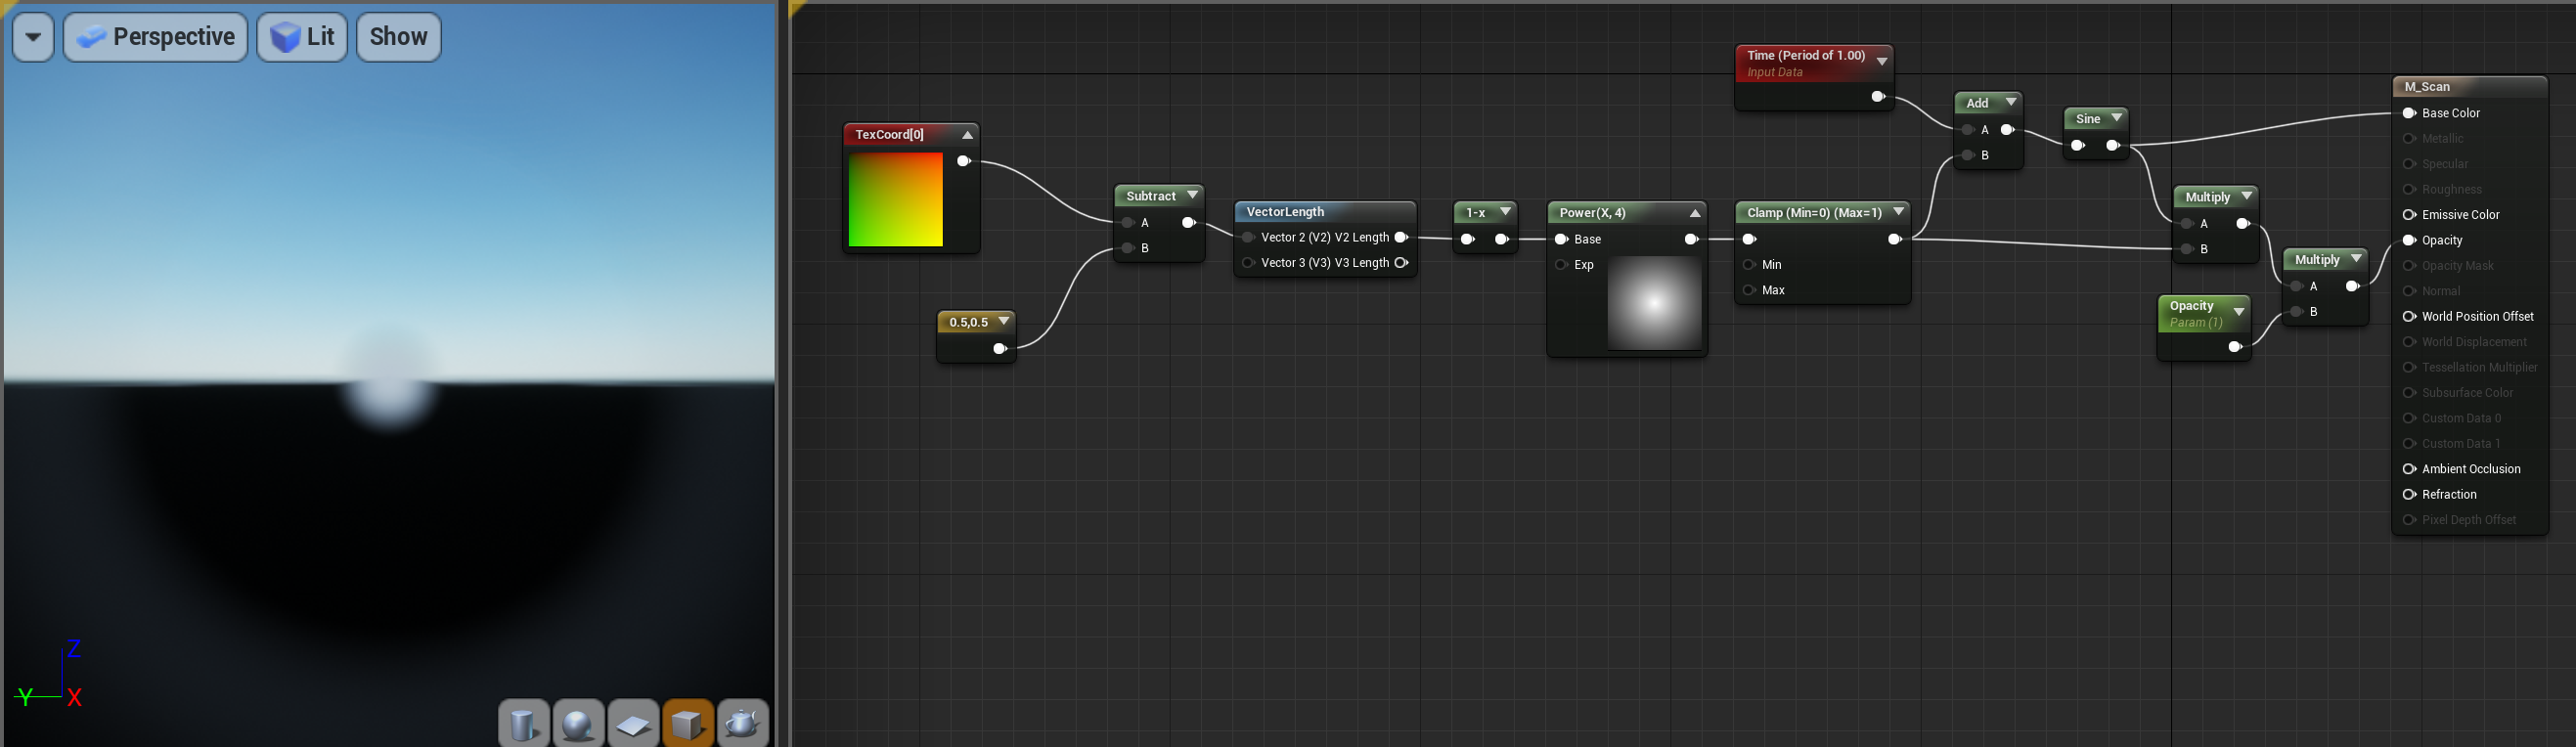 Perspective
Lit
Show
Z
Y
X
TexCoord[0]
0.5,0.5
Subtract
A
B
VectorLength
Vector 2 (V2) V2 Length
Vector 3 (V3) V3 Length
1-x
Power(X, 4)
Base
Exp
Clamp (Min=0) (Max=1)
Min
Max
Time (Period of 1.00)
Input Data
Add
A
B
Sine
Multiply
A
B
Opacity
Param (1)
Multiply
A
B
M_Scan
Base Color
Metallic
Specular
Roughness
Emissive Color
Opacity
Opacity Mask
Normal
World Position Offset
World Displacement
Tessellation Multiplier
Subsurface Color
Custom Data 0
Custom Data 1
Ambient Occlusion
Refraction
Pixel Depth Offset